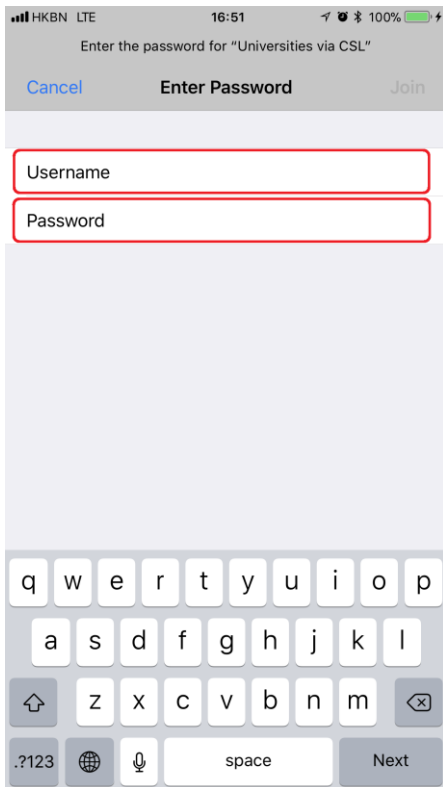 HKBN LTE 16:51 100%
Enter the password for “Universities via CSL”
Cancel Enter Password Join
Username
Password
q w e r t y u i o p
a s d f g h j k l
z x c v b n m
.?123 space Next